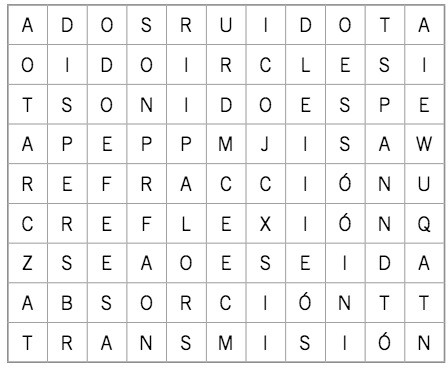 A D O S R U I D O T A
O I D O I R C L E S I
T S O N I D O E S P E
A P E P P M J I S A W
R E F R A C C I Ó N U
C R E F L E X I Ó N Q
Z S E A O E S E I D A
A B S O R C I Ó N T T
T R A N S M I S I Ó N